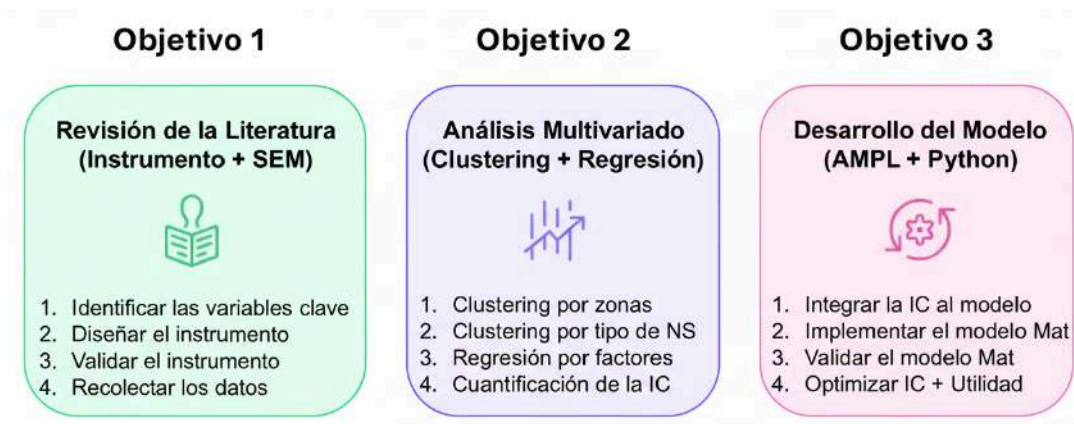 Objetivo 1
Revisión de la Literatura
(Instrumento + SEM)
1. Identificar las variables clave
2. Diseñar el instrumento
3. Validar el instrumento
4. Recolectar los datos
Objetivo 2
Análisis Multivariado
(Clustering + Regresión)
1. Clustering por zonas
2. Clustering por tipo de NS
3. Regresión por factores
4. Cuantificación de la IC
Objetivo 3
Desarrollo del Modelo
(AMPL + Python)
1. Integrar la IC al modelo
2. Implementar el modelo Mat
3. Validar el modelo Mat
4. Optimizar IC + Utilidad